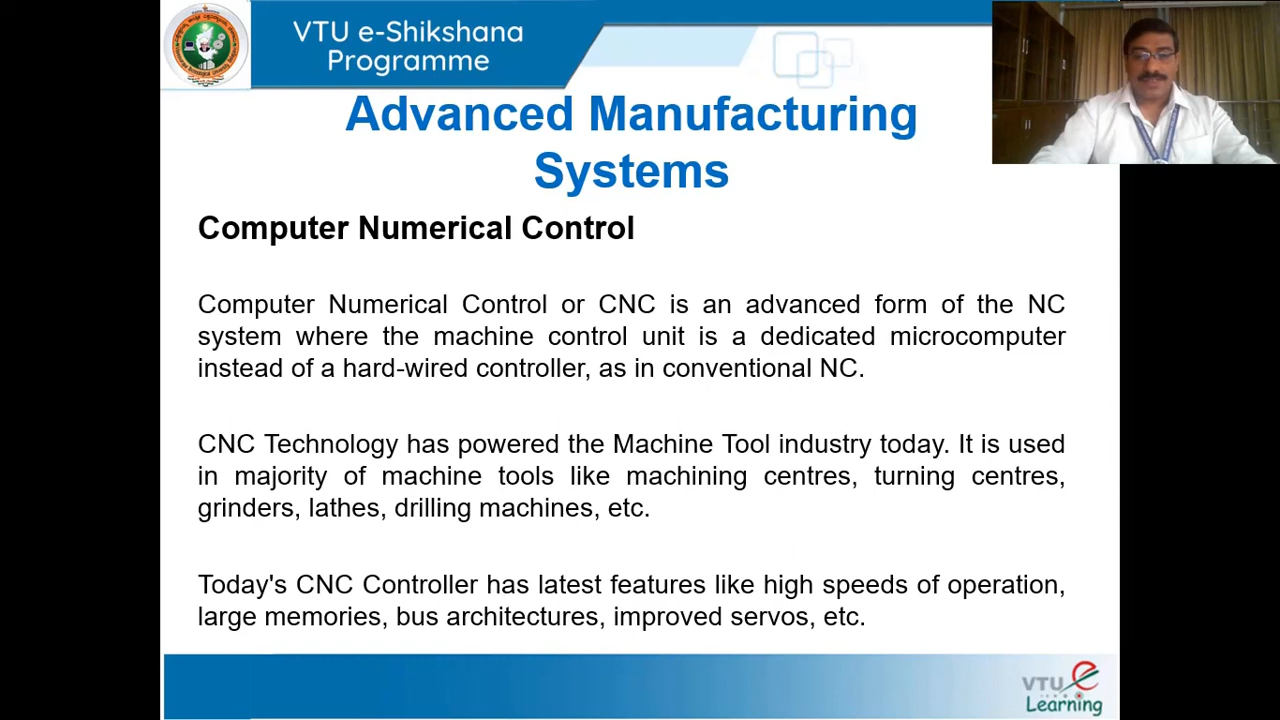 VTU e-Shikshana
Programme
Advanced Manufacturing
Systems
Computer Numerical Control
Computer Numerical Control or CNC is an advanced form of the NC
system where the machine control unit is a dedicated microcomputer
instead of a hard-wired controller, as in conventional NC.
CNC Technology has powered the Machine Tool industry today. It is used
in majority of machine tools like machining centres, turning centres,
grinders, lathes, drilling machines, etc.
Today's CNC Controller has latest features like high speeds of operation,
large memories, bus architectures, improved servos, etc.
VTU e
Learning